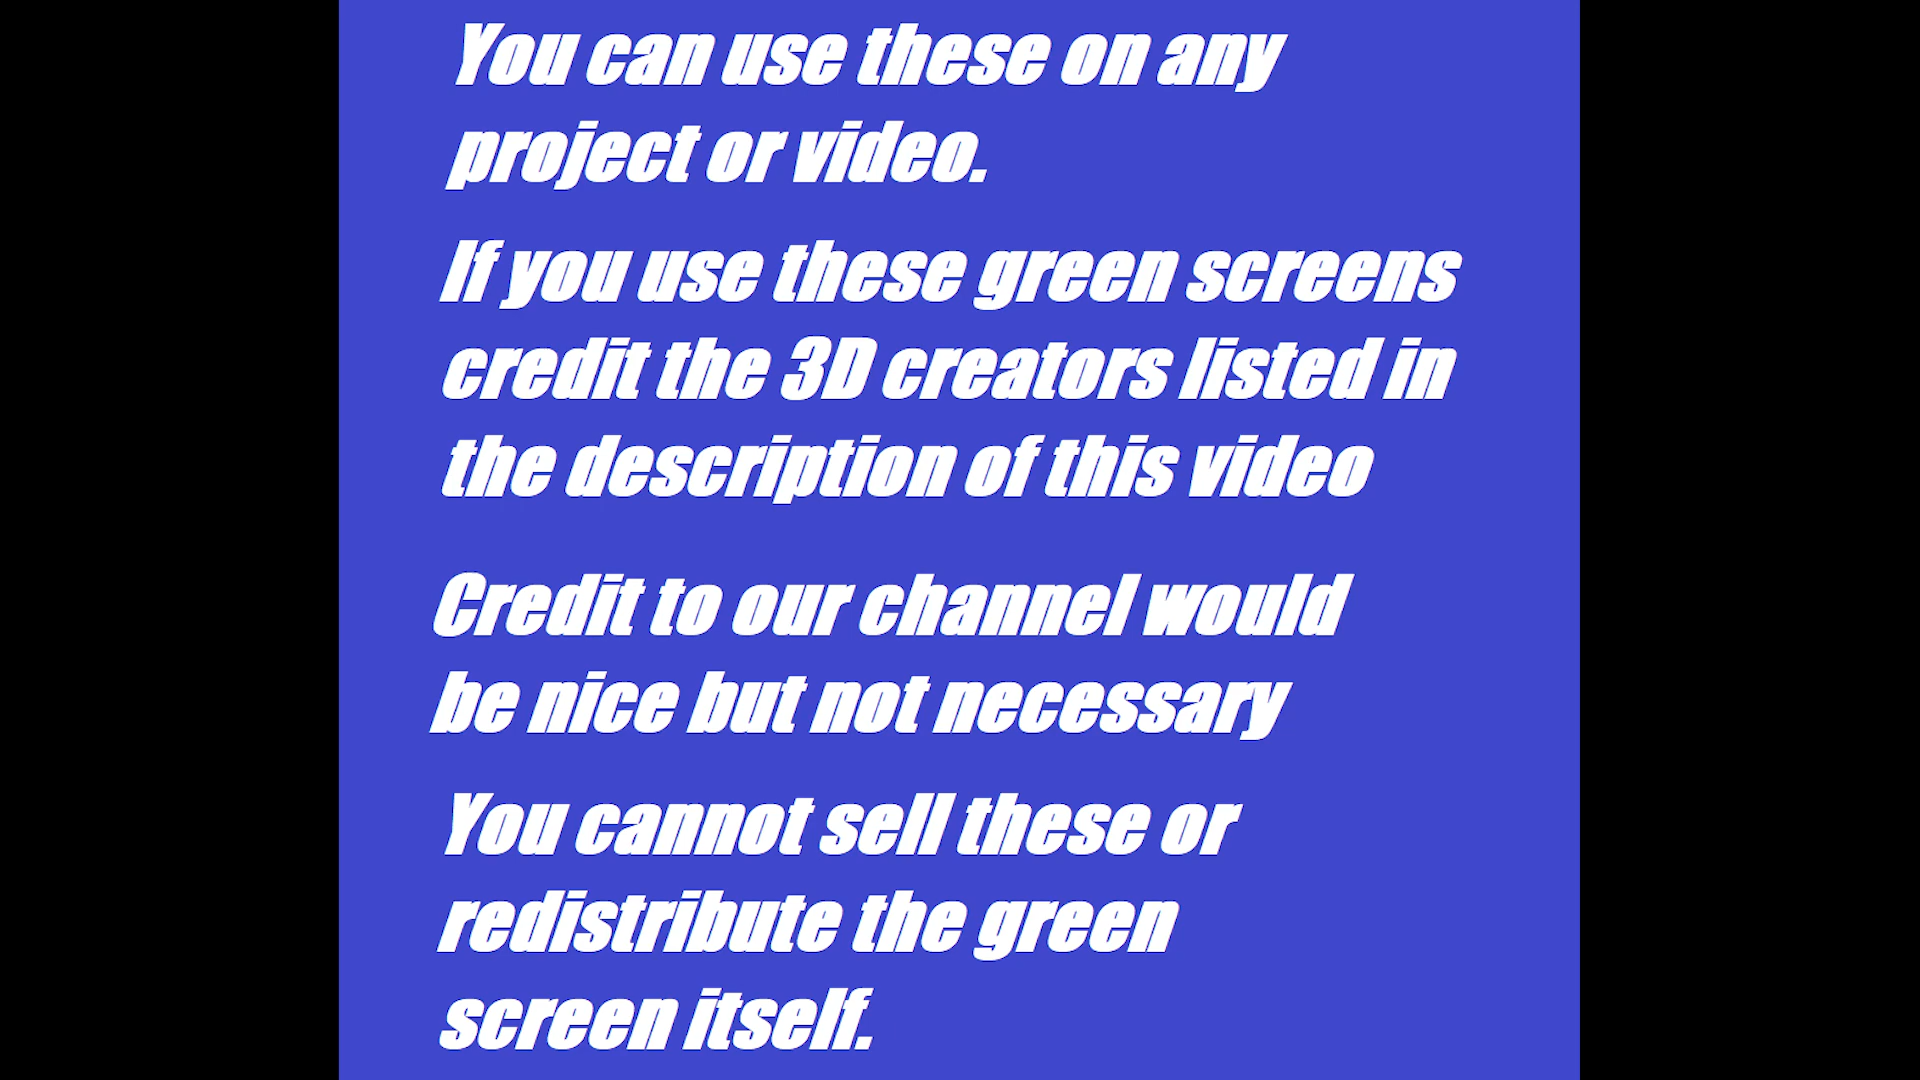 You can use these on any
project or video.
If you use these green screens
credit the 3D creators listed in
the description of this video
Credit to our channel would
be nice but not necessary
You cannot sell these or
redistribute the green
screen itself.